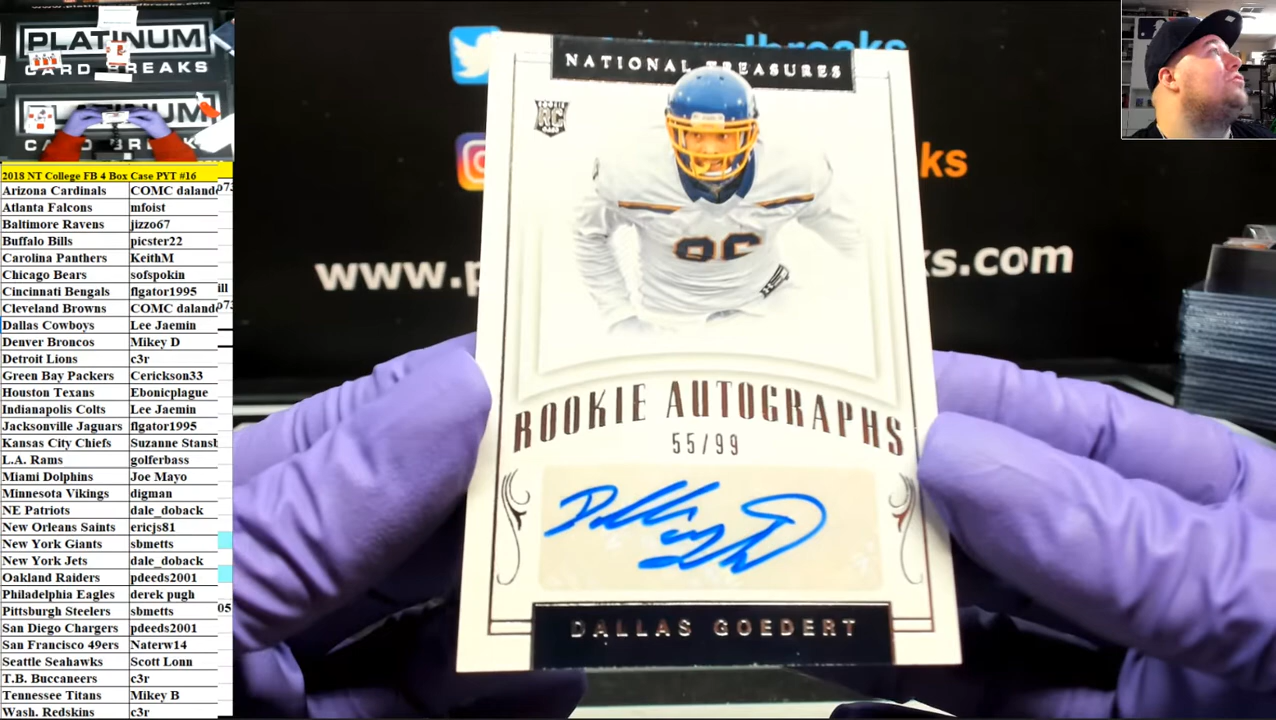 PLATINUM
CARD BREAKS
2018 NT College FB 4 Box Case PYT #16
Arizona Cardinals COMC daland
Atlanta Falcons mfoist
Baltimore Ravens jizzo67
Buffalo Bills picster22
Carolina Panthers KeithM
Chicago Bears sofspokin
Cincinnati Bengals flgator1995
Cleveland Browns COMC daland
Dallas Cowboys Lee Jaemin
Denver Broncos Mikey D
Detroit Lions c3r
Green Bay Packers Cerickson33
Houston Texans Ebonicplague
Indianapolis Colts Lee Jaemin
Jacksonville Jaguars flgator1995
Kansas City Chiefs Suzanne Stansb
L.A. Rams golferbass
Miami Dolphins Joe Mayo
Minnesota Vikings digman
NE Patriots dale_doback
New Orleans Saints ericjs81
New York Giants sbmetts
New York Jets dale_doback
Oakland Raiders pdeeds2001
Philadelphia Eagles derek pugh
Pittsburgh Steelers sbmetts
San Diego Chargers pdeeds2001
San Francisco 49ers Naterw14
Seattle Seahawks Scott Lonn
T.B. Buccaneers c3r
Tennessee Titans Mikey B
Wash. Redskins c3r
NATIONAL TREASURES
RC
www.p
ks.com
ROOKIE AUTOGRAPHS
55/99
DALLAS GOEDERT